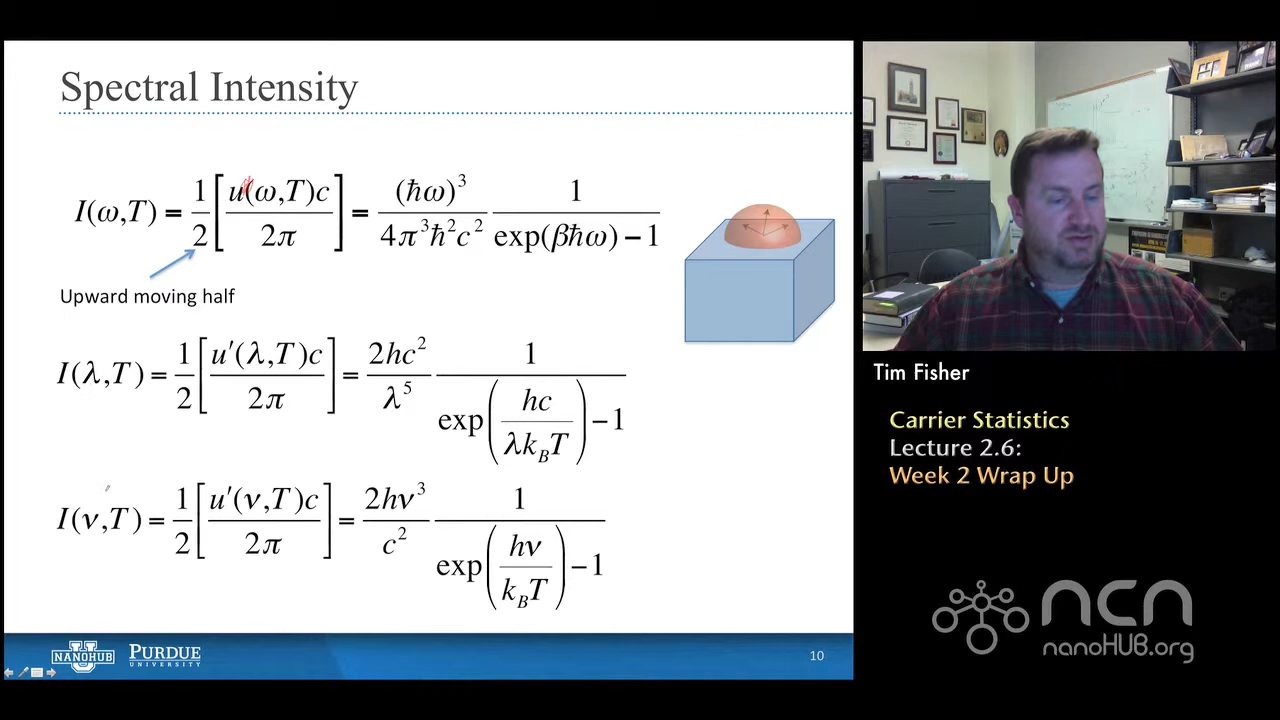 Spectral Intensity
I(ω,T) = 1/2 [u′(ω,T)c / 2π] = (ħω)³ / 4π³ħ²c² 1 / exp(βħω) − 1
Upward moving half
I(λ,T) = 1/2 [u′(λ,T)c / 2π] = 2hc² / λ⁵ 1 / exp(hc / λk_BT) − 1
I(ν,T) = 1/2 [u′(ν,T)c / 2π] = 2hν³ / c² 1 / exp(hν / k_BT) − 1
NANOHUB
PURDUE
UNIVERSITY
10
Tim Fisher
Carrier Statistics
Lecture 2.6:
Week 2 Wrap Up
ncn
nanoHUB.org